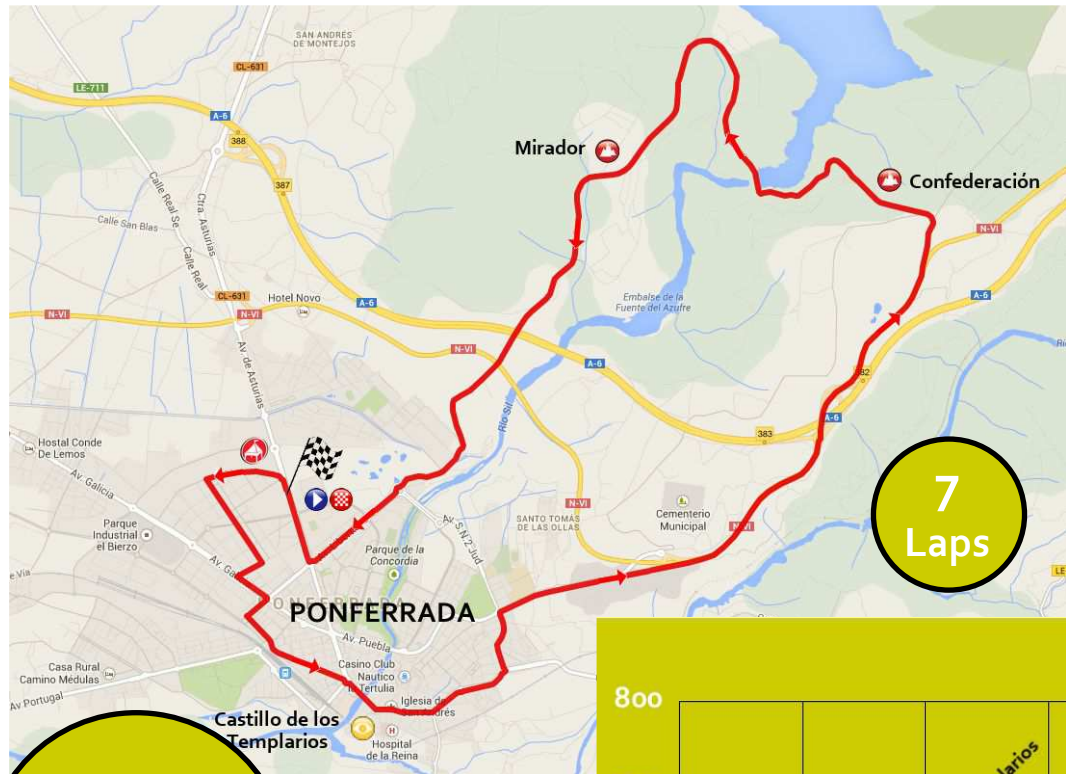 SAN ANDRÉS
DE MONTEJOS
CL-631
LE-711
A-6
388
387
Mirador
Confederación
Calle Real Se
Calle San Blas
Ctra. Asturias
Calle Real
CL-631
Hotel Novo
N-VI
N-VI
A-6
N-VI
A-6
Embalse de la
Fuente del Azufre
N-VI
A-6
382
A-6
383
Av. de Asturias
Río Sil
Hostal Conde
De Lemos
Av. Galicia
Parque
Industrial
el Bierzo
N-VI
SANTO TOMÁS
DE LAS OLLAS
Cementerio
Municipal
N-VI
Av. S.N.2 Jud
Parque de la
Concordia
7
Laps
PONFERRADA
Av. Puebla
Casa Rural
Camino Médulas
Av Portugal
Casino Club
Nautico
la Tertulia
Iglesia de
San Andrés
Castillo de los
Templarios
Hospital
de la Reina
800